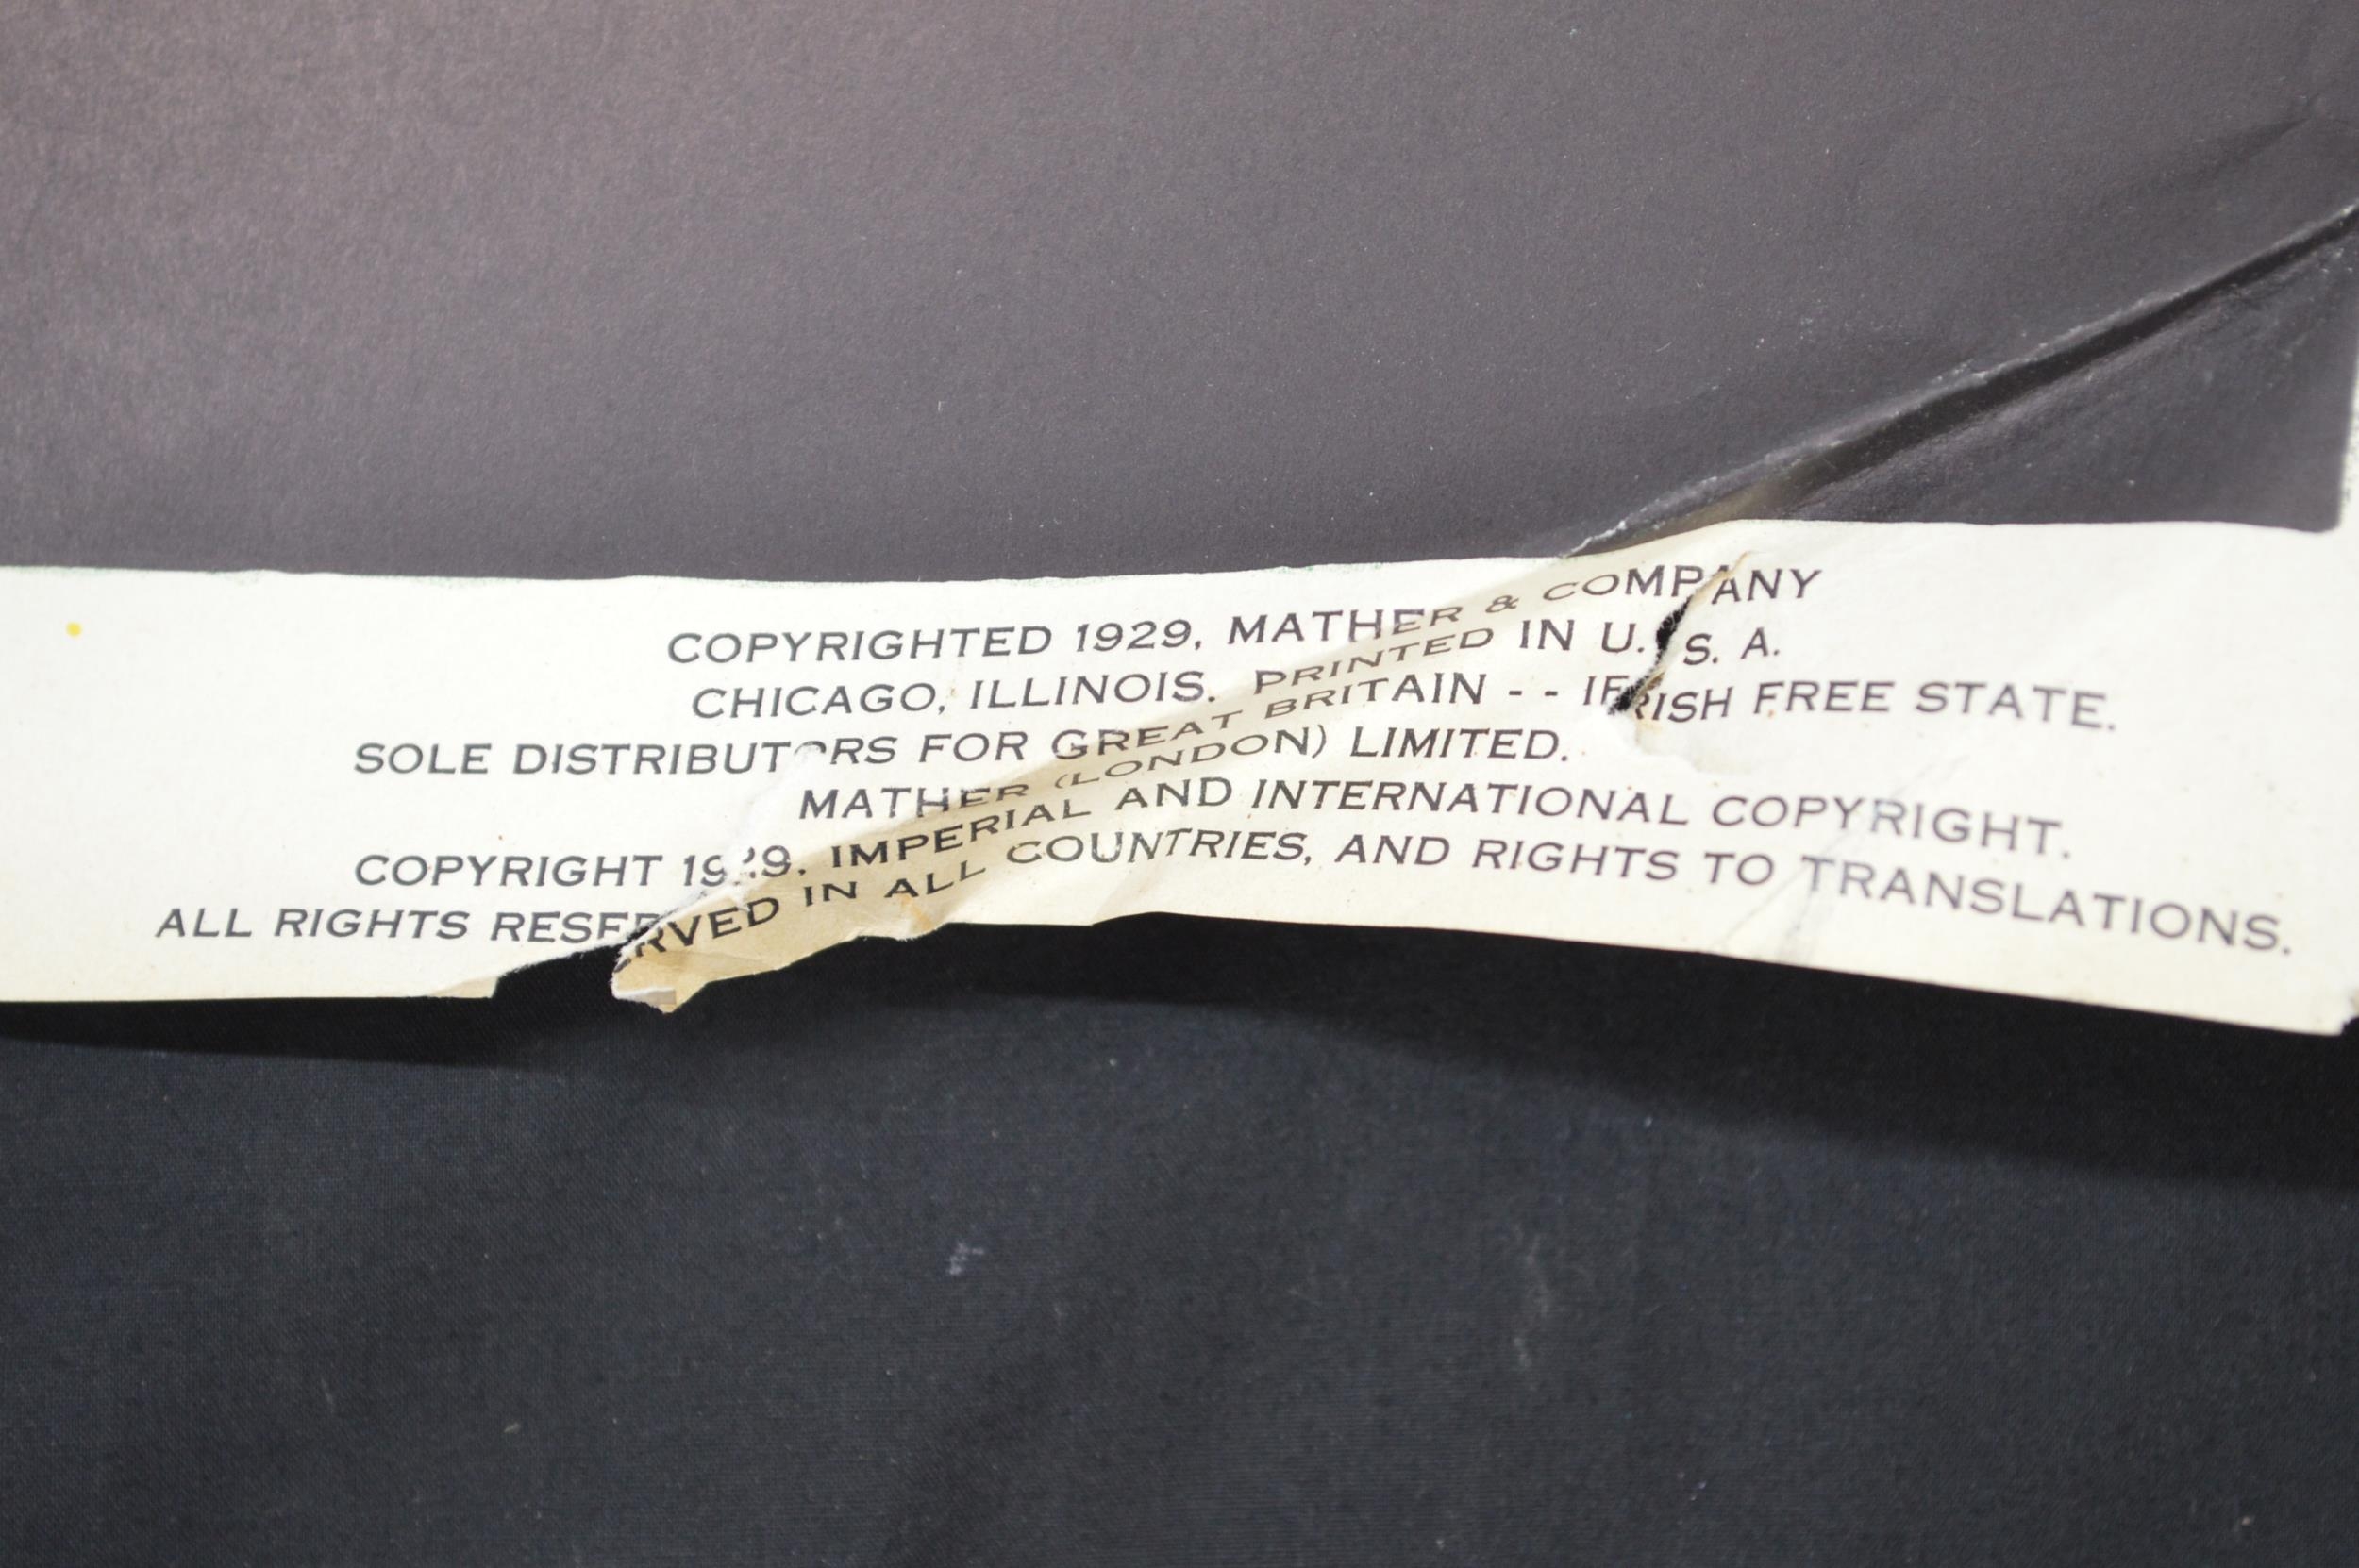 COPYRIGHTED 1929, MATHER & COMPANY
CHICAGO, ILLINOIS. PRINTED IN U. S. A.
SOLE DISTRIBUTORS FOR GREAT BRITAIN - - IRISH FREE STATE.
MATHER (LONDON) LIMITED.
COPYRIGHT 1929. IMPERIAL AND INTERNATIONAL COPYRIGHT.
ALL RIGHTS RESERVED IN ALL COUNTRIES, AND RIGHTS TO TRANSLATIONS.